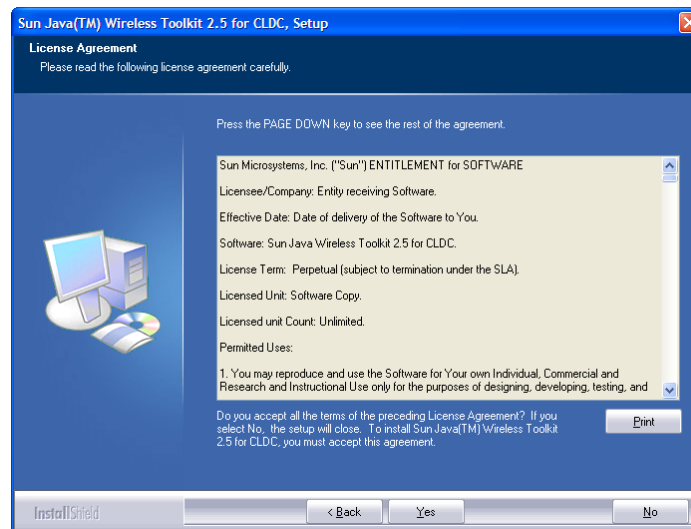 Sun Java(TM) Wireless Toolkit 2.5 for CLDC, Setup
License Agreement
Please read the following license agreement carefully.
Press the PAGE DOWN key to see the rest of the agreement.
Sun Microsystems, Inc. ("Sun") ENTITLEMENT for SOFTWARE
Licensee/Company: Entity receiving Software.
Effective Date: Date of delivery of the Software to You.
Software: Sun Java Wireless Toolkit 2.5 for CLDC.
License Term:  Perpetual (subject to termination under the SLA).
Licensed Unit: Software Copy.
Licensed unit Count: Unlimited.
Permitted Uses:
1. You may reproduce and use the Software for Your own Individual, Commercial and
Research and Instructional Use only for the purposes of designing, developing, testing, and
Do you accept all the terms of the preceding License Agreement?  If you
select No,  the setup will close.  To install Sun Java(TM) Wireless Toolkit
2.5 for CLDC, you must accept this agreement.
Print
InstallShield
< Back
Yes
No